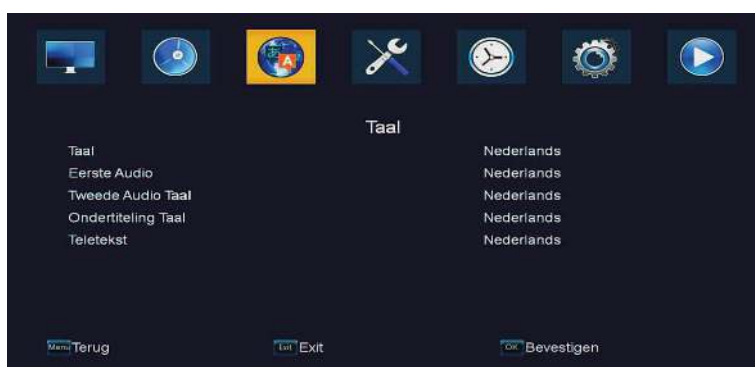 A
Taal
Taal Nederlands
Eerste Audio Nederlands
Tweede Audio Taal Nederlands
Ondertiteling Taal Nederlands
Teletekst Nederlands
Menu Terug Exit Exit OK Bevestigen